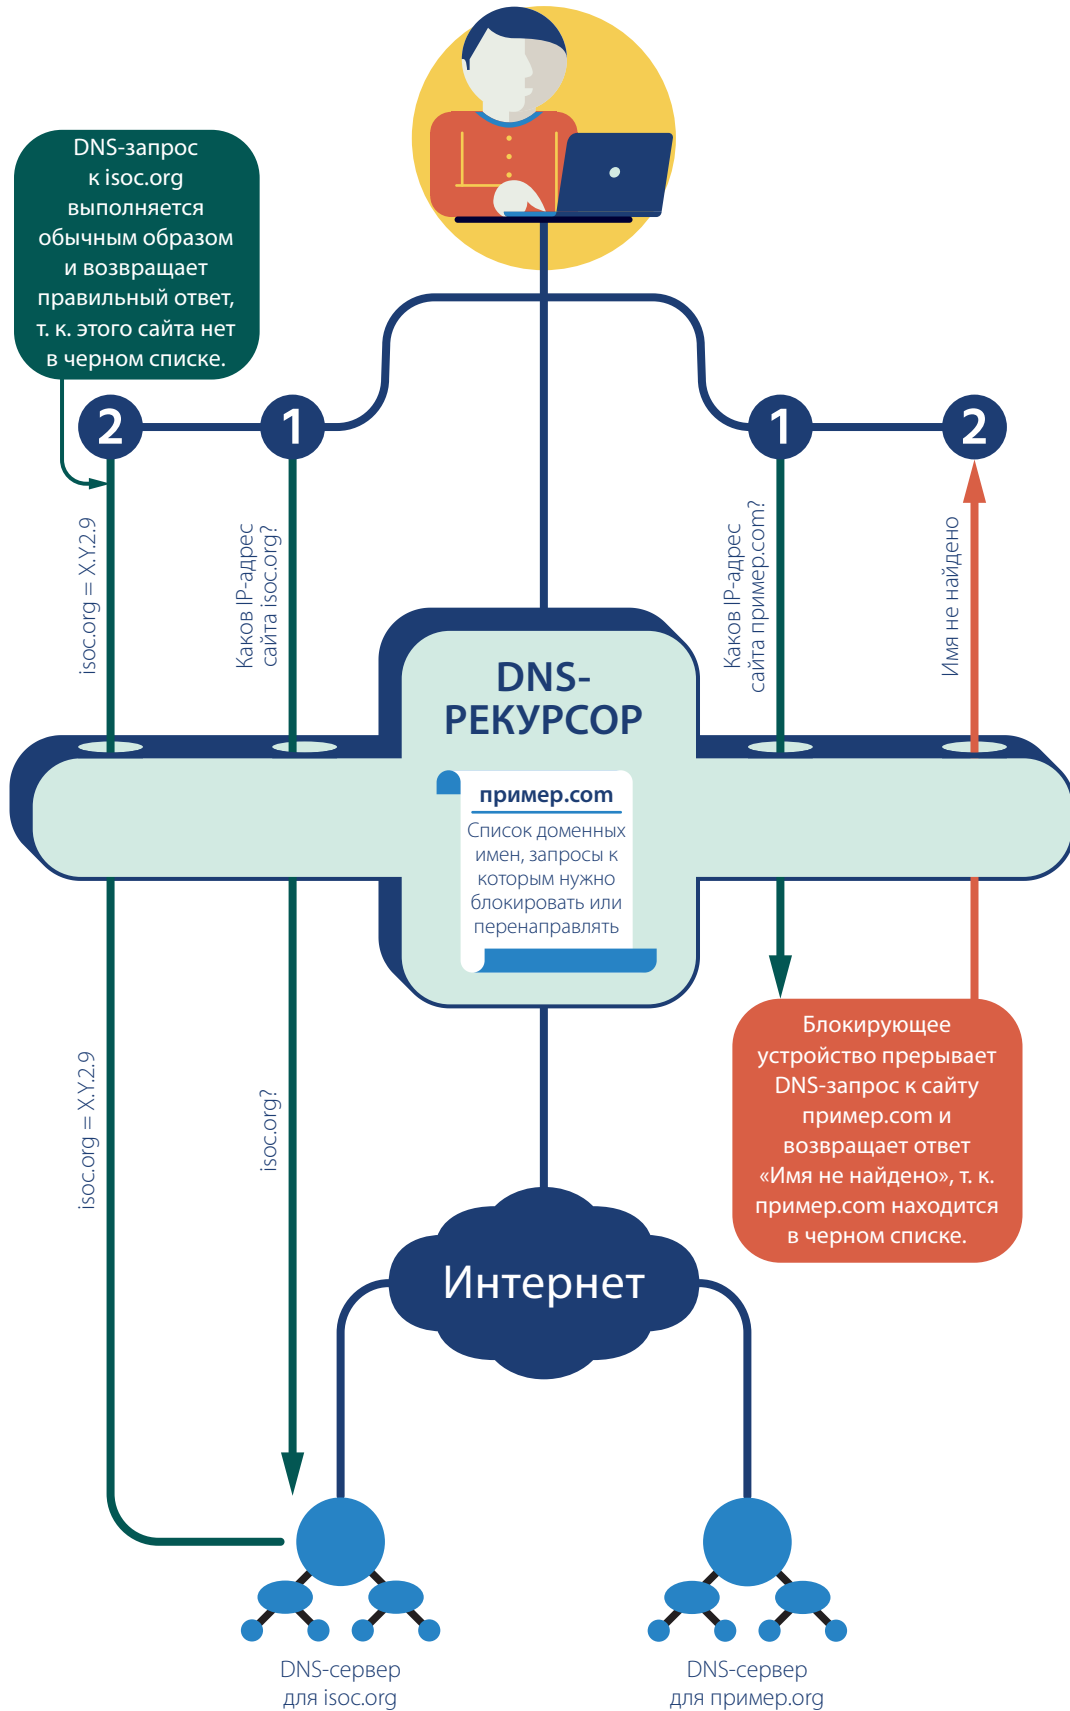 DNS-запрос
к isoc.org
выполняется
обычным образом
и возвращает
правильный ответ,
т. к. этого сайта нет
в черном списке.
2
1
1
2
isoc.org = X.Y.2.9
Каков IP-адрес
сайта isoc.org?
Каков IP-адрес
сайта пример.com?
Имя не найдено
DNS-
РЕКУРСОР
пример.com
Список доменных
имен, запросы к
которым нужно
блокировать или
перенаправлять
isoc.org = X.Y.2.9
isoc.org?
Блокирующее
устройство прерывает
DNS-запрос к сайту
пример.com и
возвращает ответ
«Имя не найдено», т. к.
пример.com находится
в черном списке.
Интернет
DNS-сервер
для isoc.org
DNS-сервер
для пример.org